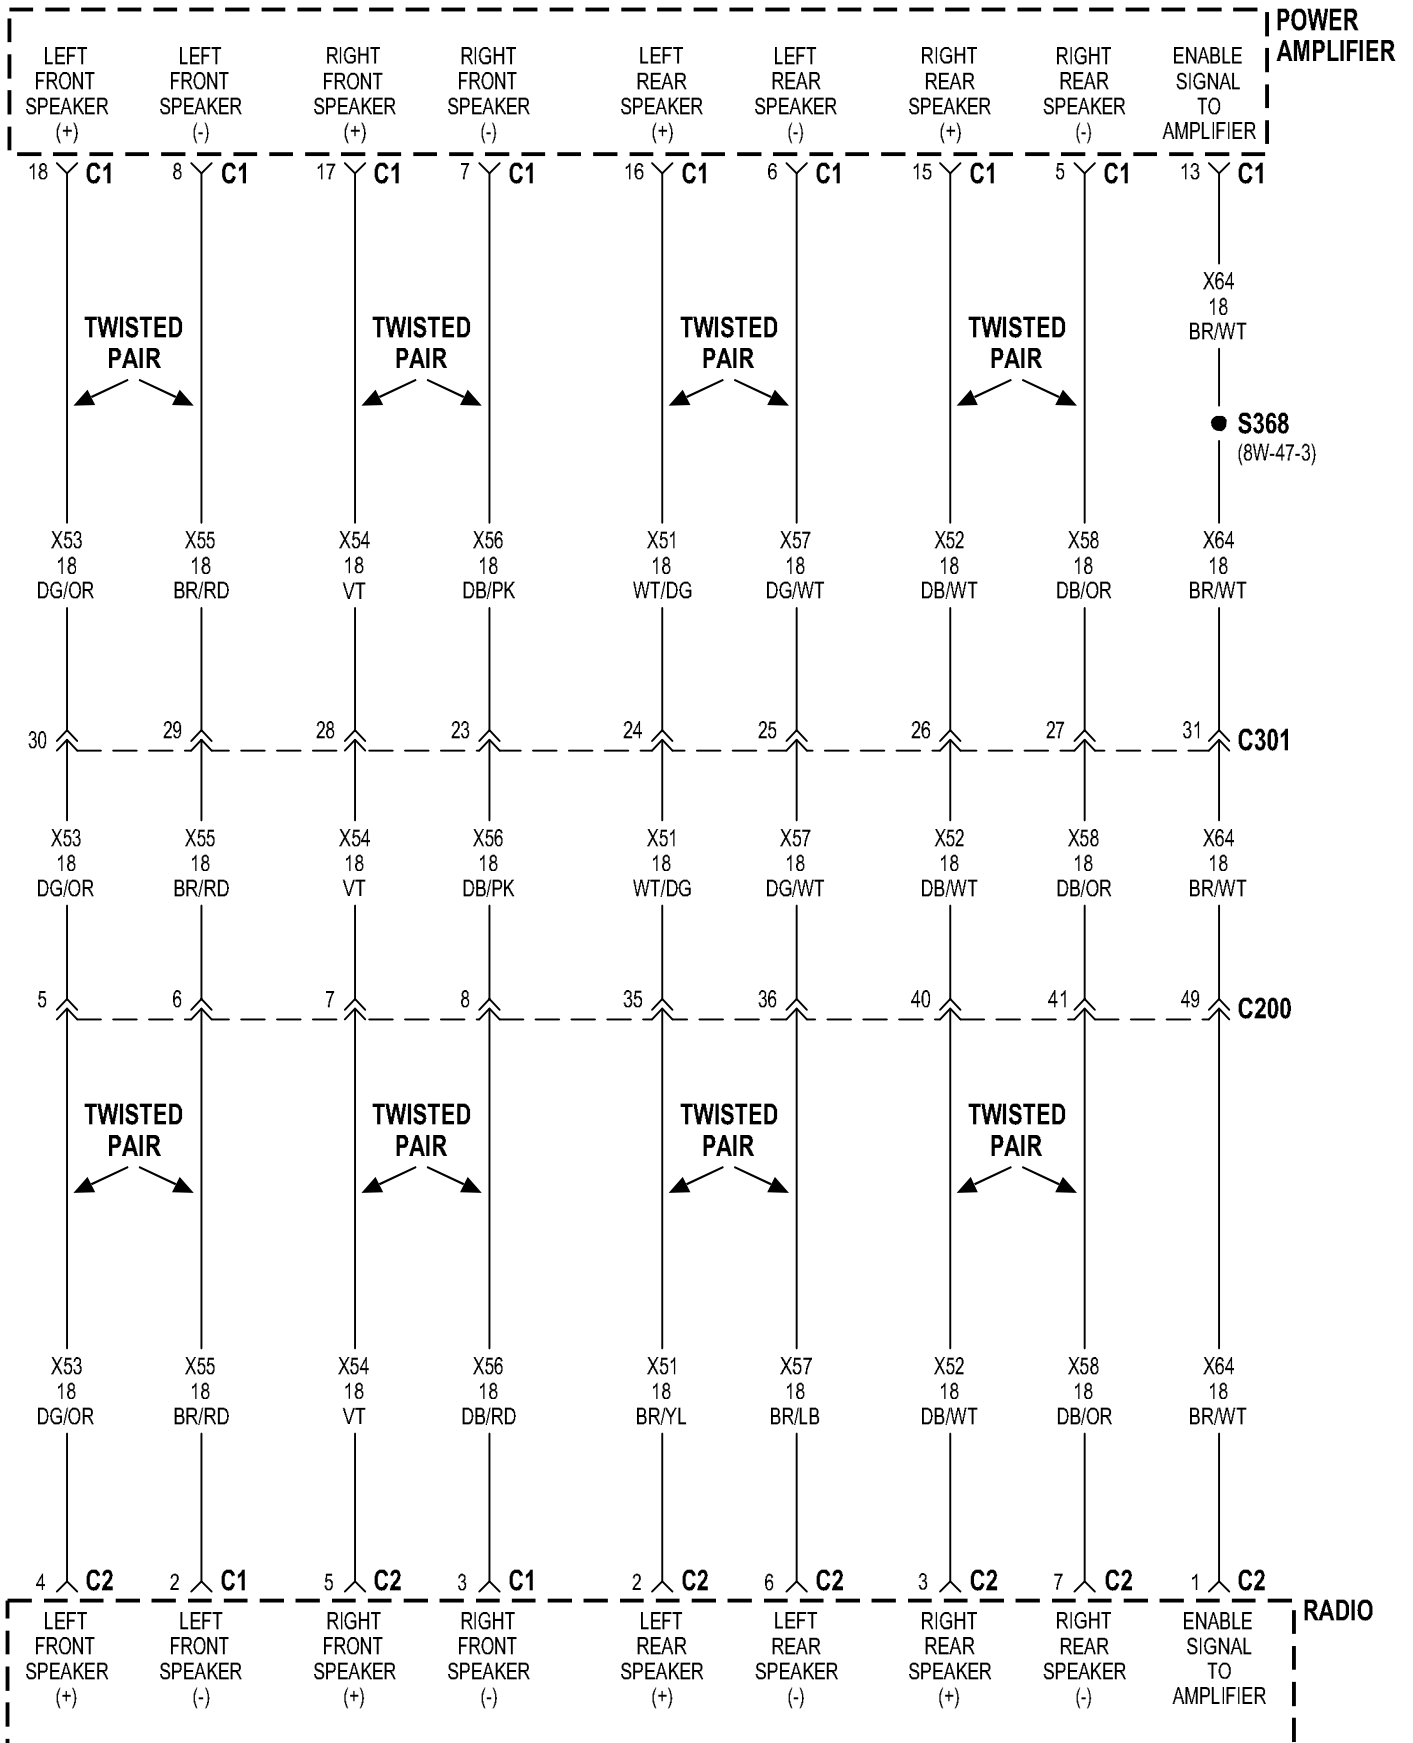 POWER
AMPLIFIER
LEFT LEFT RIGHT RIGHT LEFT LEFT RIGHT RIGHT ENABLE
FRONT FRONT FRONT FRONT REAR REAR REAR REAR SIGNAL
SPEAKER SPEAKER SPEAKER SPEAKER SPEAKER SPEAKER SPEAKER SPEAKER TO
(+) (-) (+) (-) (+) (-) (+) (-) AMPLIFIER
18 C1 8 C1 17 C1 7 C1 16 C1 6 C1 15 C1 5 C1 13 C1
X64
18
BR/WT
TWISTED TWISTED TWISTED TWISTED
PAIR PAIR PAIR PAIR
S368
(8W-47-3)
X53 X55 X54 X56 X51 X57 X52 X58 X64
18 18 18 18 18 18 18 18 18
DG/OR BR/RD VT DB/PK WT/DG DG/WT DB/WT DB/OR BR/WT
30 29 28 23 24 25 26 27 31 C301
X53 X55 X54 X56 X51 X57 X52 X58 X64
18 18 18 18 18 18 18 18 18
DG/OR BR/RD VT DB/PK WT/DG DG/WT DB/WT DB/OR BR/WT
5 6 7 8 35 36 40 41 49 C200
TWISTED TWISTED TWISTED TWISTED
PAIR PAIR PAIR PAIR
X53 X55 X54 X56 X51 X57 X52 X58 X64
18 18 18 18 18 18 18 18 18
DG/OR BR/RD VT DB/RD BR/YL BR/LB DB/WT DB/OR BR/WT
4 C2 2 C1 5 C2 3 C1 2 C2 6 C2 3 C2 7 C2 1 C2
RADIO
LEFT LEFT RIGHT RIGHT LEFT LEFT RIGHT RIGHT ENABLE
FRONT FRONT FRONT FRONT REAR REAR REAR REAR SIGNAL
SPEAKER SPEAKER SPEAKER SPEAKER SPEAKER SPEAKER SPEAKER SPEAKER TO
(+) (-) (+) (-) (+) (-) (+) (-) AMPLIFIER